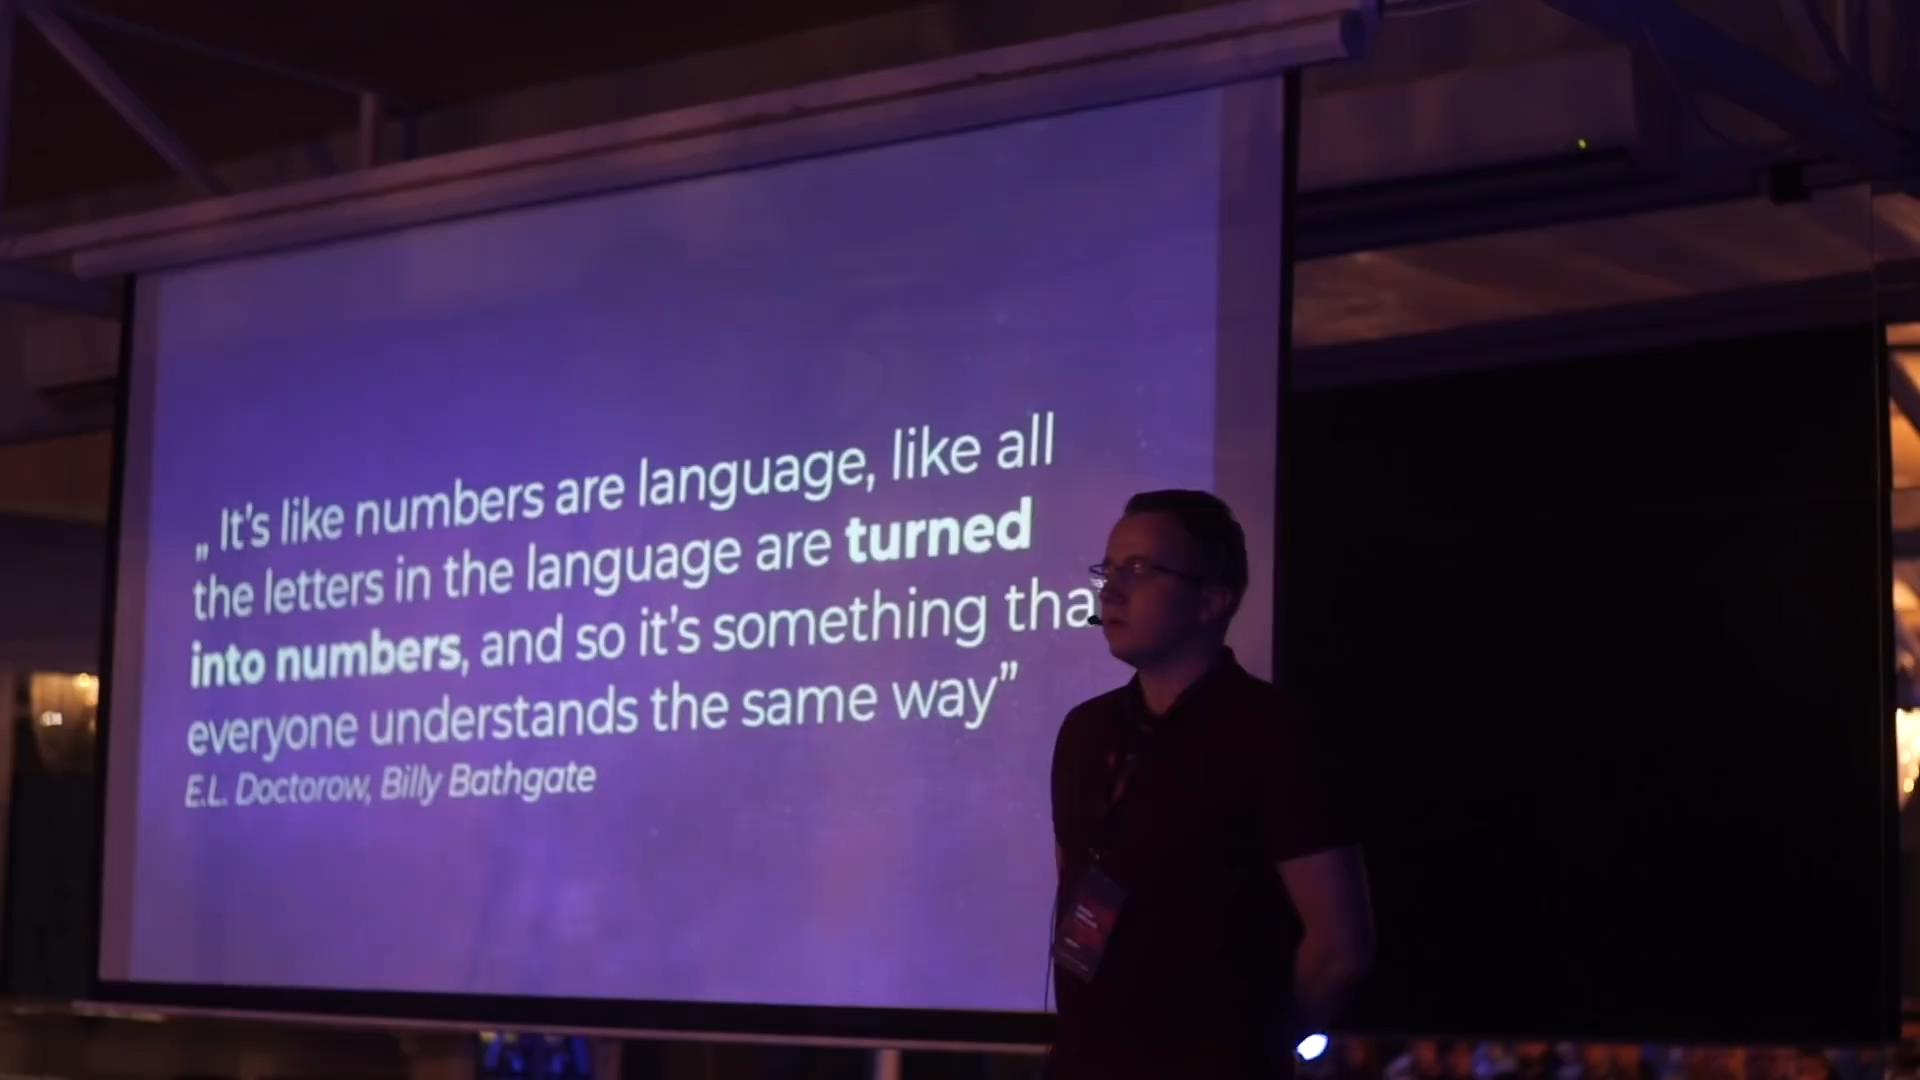 „ It's like numbers are language, like all
the letters in the language are turned
into numbers, and so it's something tha
everyone understands the same way”
E.L. Doctorow, Billy Bathgate